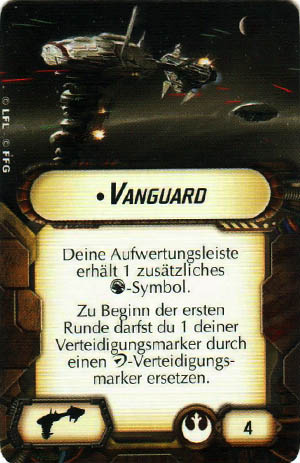 © LFL © FFG
• VANGUARD
Deine Aufwertungsleiste
erhält 1 zusätzliches
-Symbol.
Zu Beginn der ersten
Runde darfst du 1 deiner
Verteidigungsmarker durch
einen -Verteidigungs-
marker ersetzen.
4